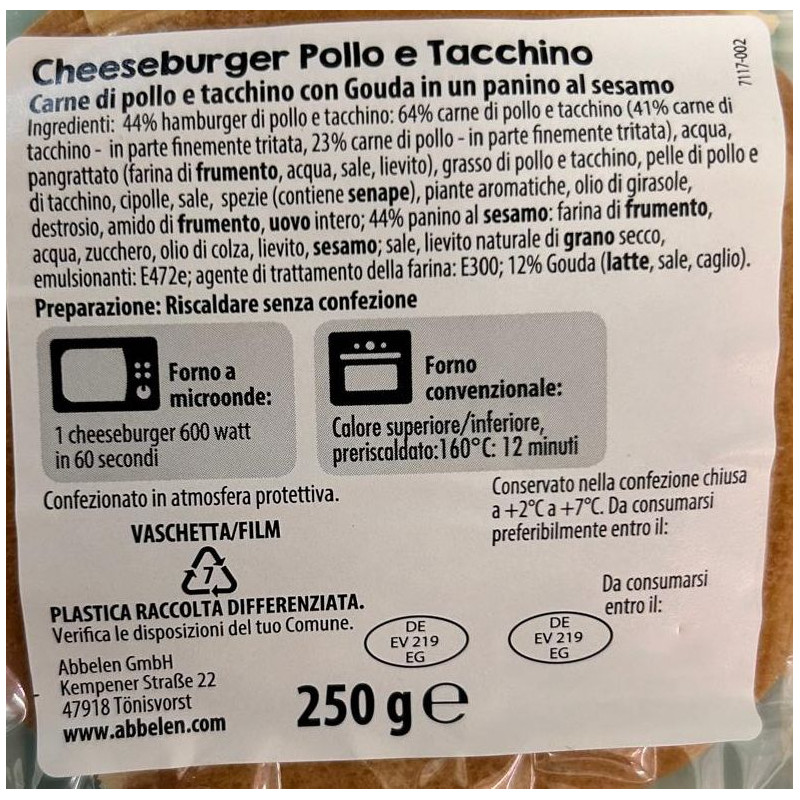 7117-002
Cheeseburger Pollo e Tacchino
Carne di pollo e tacchino con Gouda in un panino al sesamo
Ingredienti: 44% hamburger di pollo e tacchino: 64% carne di pollo e tacchino (41% carne di
tacchino - in parte finemente tritata, 23% carne di pollo - in parte finemente tritata), acqua,
pangrattato (farina di frumento, acqua, sale, lievito), grasso di pollo e tacchino, pelle di pollo e
di tacchino, cipolle, sale, spezie (contiene senape), piante aromatiche, olio di girasole,
destrosio, amido di frumento, uovo intero; 44% panino al sesamo: farina di frumento,
acqua, zucchero, olio di colza, lievito, sesamo; sale, lievito naturale di grano secco,
emulsionanti: E472e; agente di trattamento della farina: E300; 12% Gouda (latte, sale, caglio).
Preparazione: Riscaldare senza confezione
Forno a
microonde:
1 cheeseburger 600 watt
in 60 secondi
Forno
convenzionale:
Calore superiore/inferiore,
preriscaldato:160°C: 12 minuti
Confezionato in atmosfera protettiva.
VASCHETTA/FILM
7
PLASTICA RACCOLTA DIFFERENZIATA.
Verifica le disposizioni del tuo Comune.
Conservato nella confezione chiusa
a +2°C a +7°C. Da consumarsi
preferibilmente entro il:
Da consumarsi
entro il:
DE
EV 219
EG
DE
EV 219
EG
Abbelen GmbH
Kempener Straße 22
47918 Tönisvorst
www.abbelen.com
250 g e